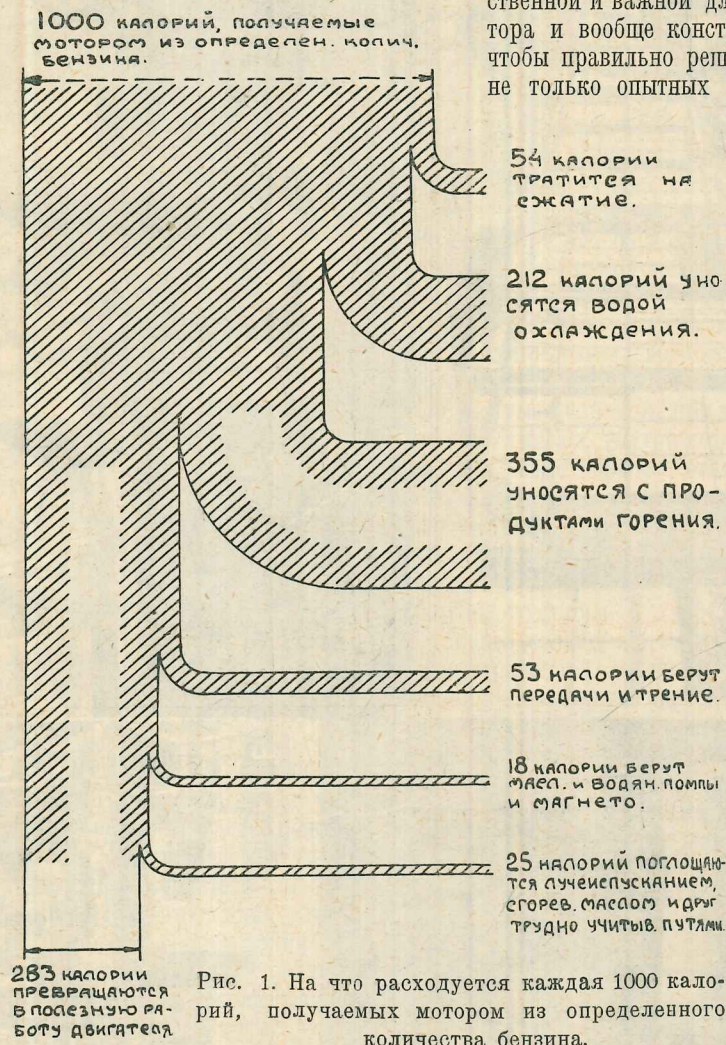 1000 калорий, получаемые
мотором из определен. колич.
бензина.
ственной и важной дл
тора и вообще конст
чтобы правильно реш
не только опытных
54 калории
тратится на
сжатие.
212 калорий уно
сятся водой
охлаждения.
355 калорий
уносятся с про-
дуктами горения.
53 калории берут
передачи и трение.
18 калории берут
масл. и водян. помпы
и магнето.
25 калорий поглощаю-
тся лучеиспусканием,
сгорев. маслом и друг
трудно учитыв. путями.
283 калории
превращаются
в полезную ра-
боту двигателя
Рис. 1. На что расходуется каждая 1000 кало-
рий, получаемых мотором из определенного
количества бензина.